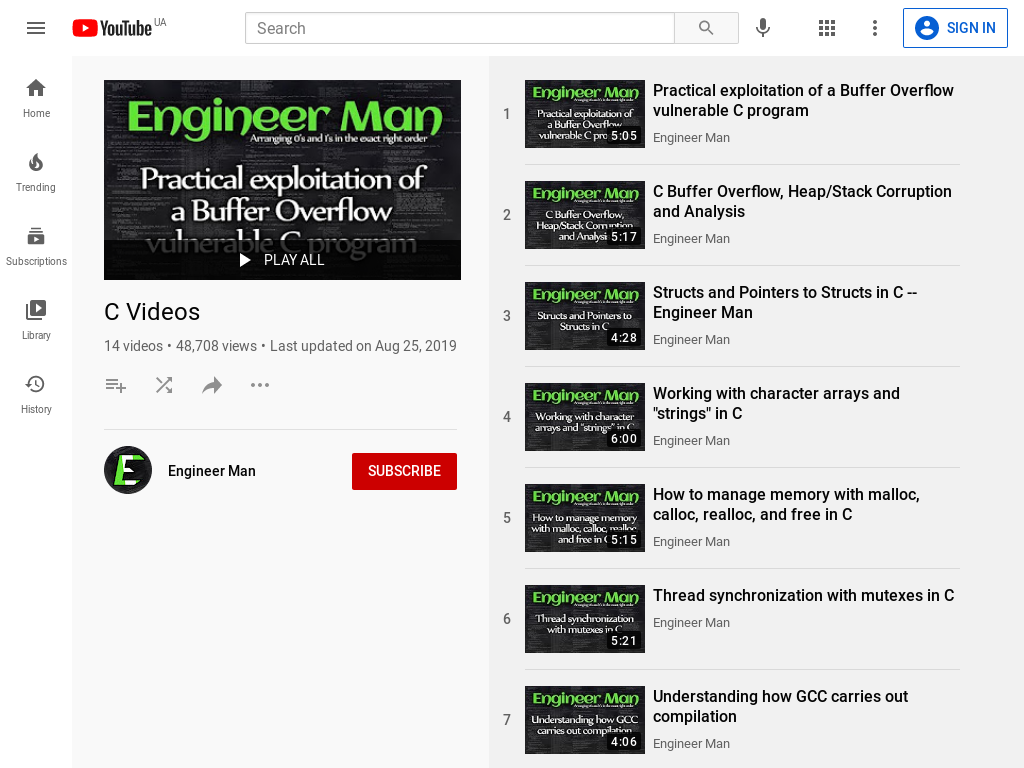 YouTube UA
Search
SIGN IN
Home
Trending
Subscriptions
Library
History
Engineer Man
Arranging 0's and 1's in the exact right order
Practical exploitation of
a Buffer Overflow
vulnerable C program
PLAY ALL
C Videos
14 videos • 48,708 views • Last updated on Aug 25, 2019
Engineer Man
SUBSCRIBE
1
Engineer Man
Practical exploitation of
a Buffer Overflow
vulnerable C
5:05
Practical exploitation of a Buffer Overflow
vulnerable C program
Engineer Man
2
Engineer Man
C Buffer Overflow,
Heap/Stack Corruption
and Analysis
5:17
C Buffer Overflow, Heap/Stack Corruption
and Analysis
Engineer Man
3
Engineer Man
Structs and Pointers to
Structs in C
4:28
Structs and Pointers to Structs in C --
Engineer Man
Engineer Man
4
Engineer Man
Working with character
arrays and "strings" in C
6:00
Working with character arrays and
"strings" in C
Engineer Man
5
Engineer Man
How to manage memory
with malloc, calloc, realloc,
and free in C
5:15
How to manage memory with malloc,
calloc, realloc, and free in C
Engineer Man
6
Engineer Man
Thread synchronization
with mutexes in C
5:21
Thread synchronization with mutexes in C
Engineer Man
7
Engineer Man
Understanding how GCC
carries out compilation
4:06
Understanding how GCC carries out
compilation
Engineer Man